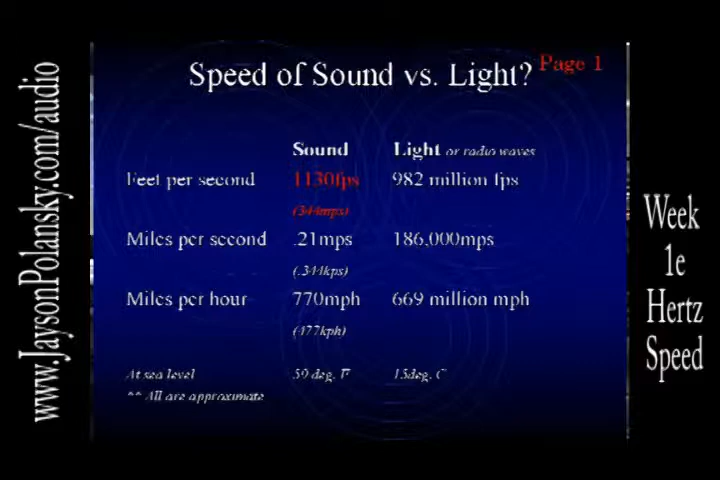 Speed of Sound vs. Light?
Page 1
Sound Light or radio waves
Feet per second 1130fps 982 million fps
(344mps)
Miles per second .21mps 186,000mps
(.344kps)
Miles per hour 770mph 669 million mph
(477kph)
At sea level 59 deg. F 15deg. C
** All are approximate
www.JaysonPolansky.com/audio
Week
1e
Hertz
Speed